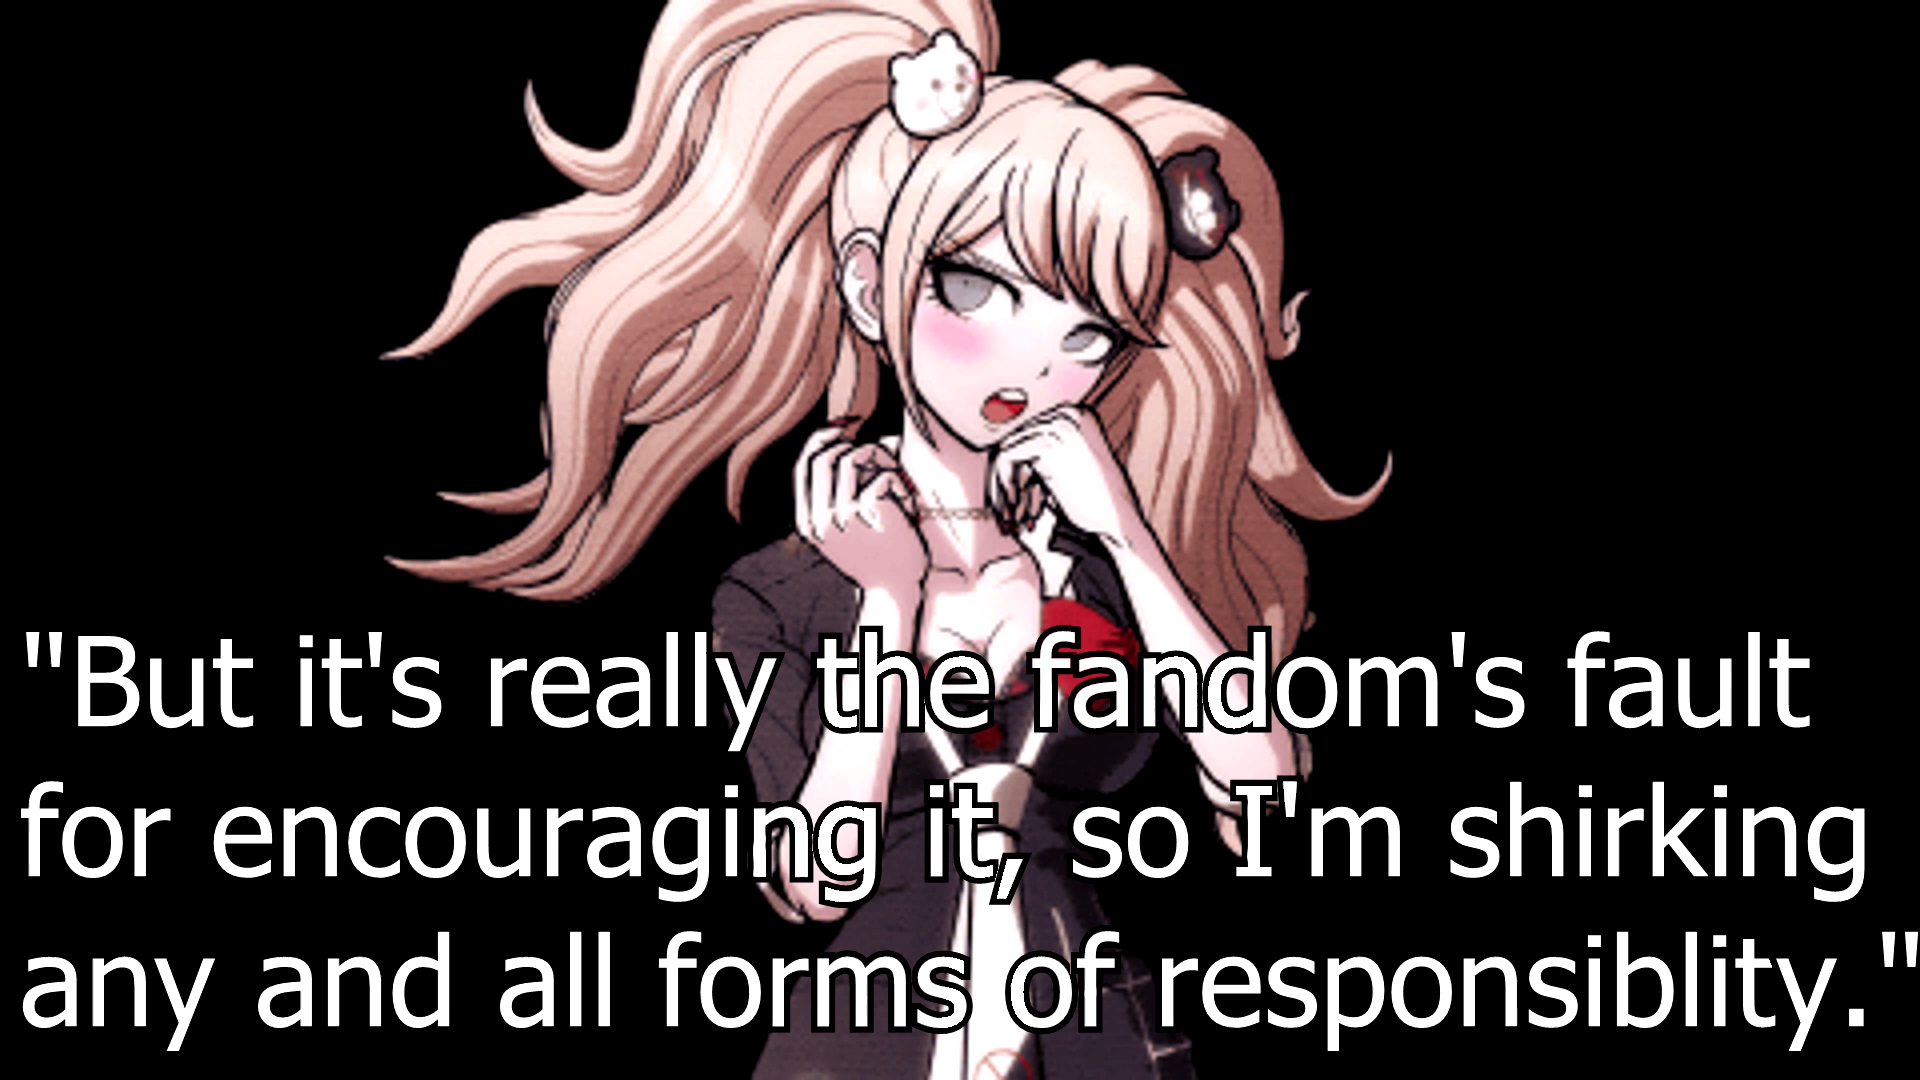 "But it's really the fandom's fault
for encouraging it, so I'm shirking
any and all forms of responsiblity."